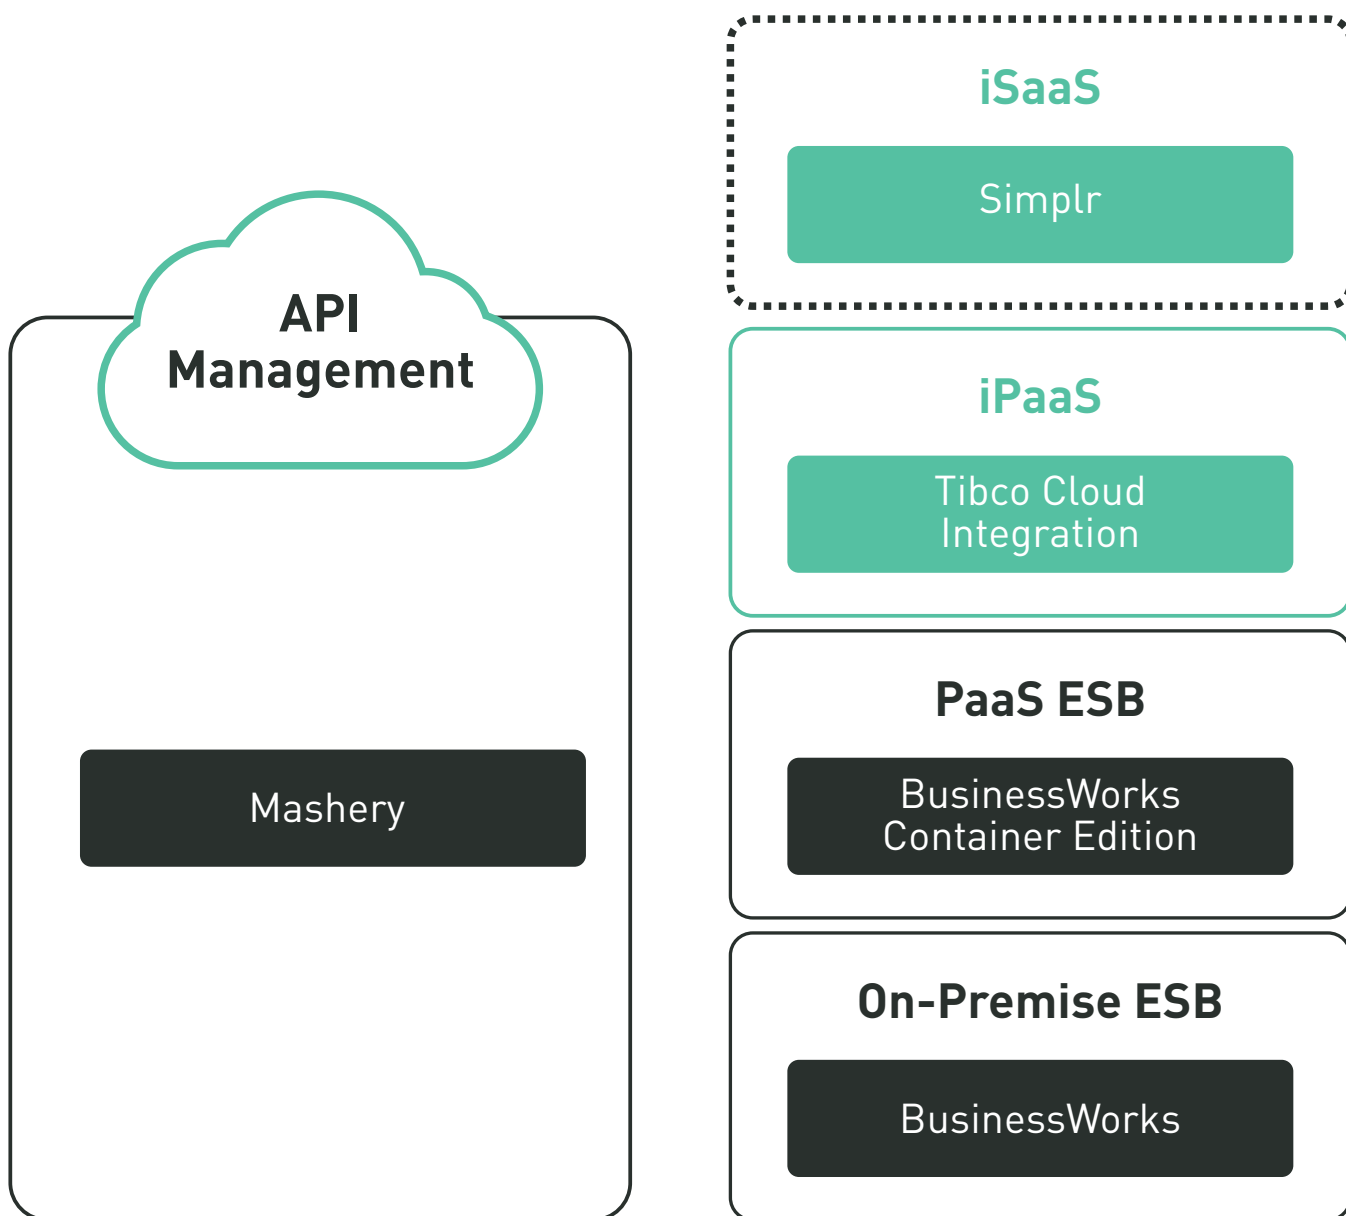 API
Management
Mashery
iSaaS
Simplr
iPaaS
Tibco Cloud
Integration
PaaS ESB
BusinessWorks
Container Edition
On-Premise ESB
BusinessWorks